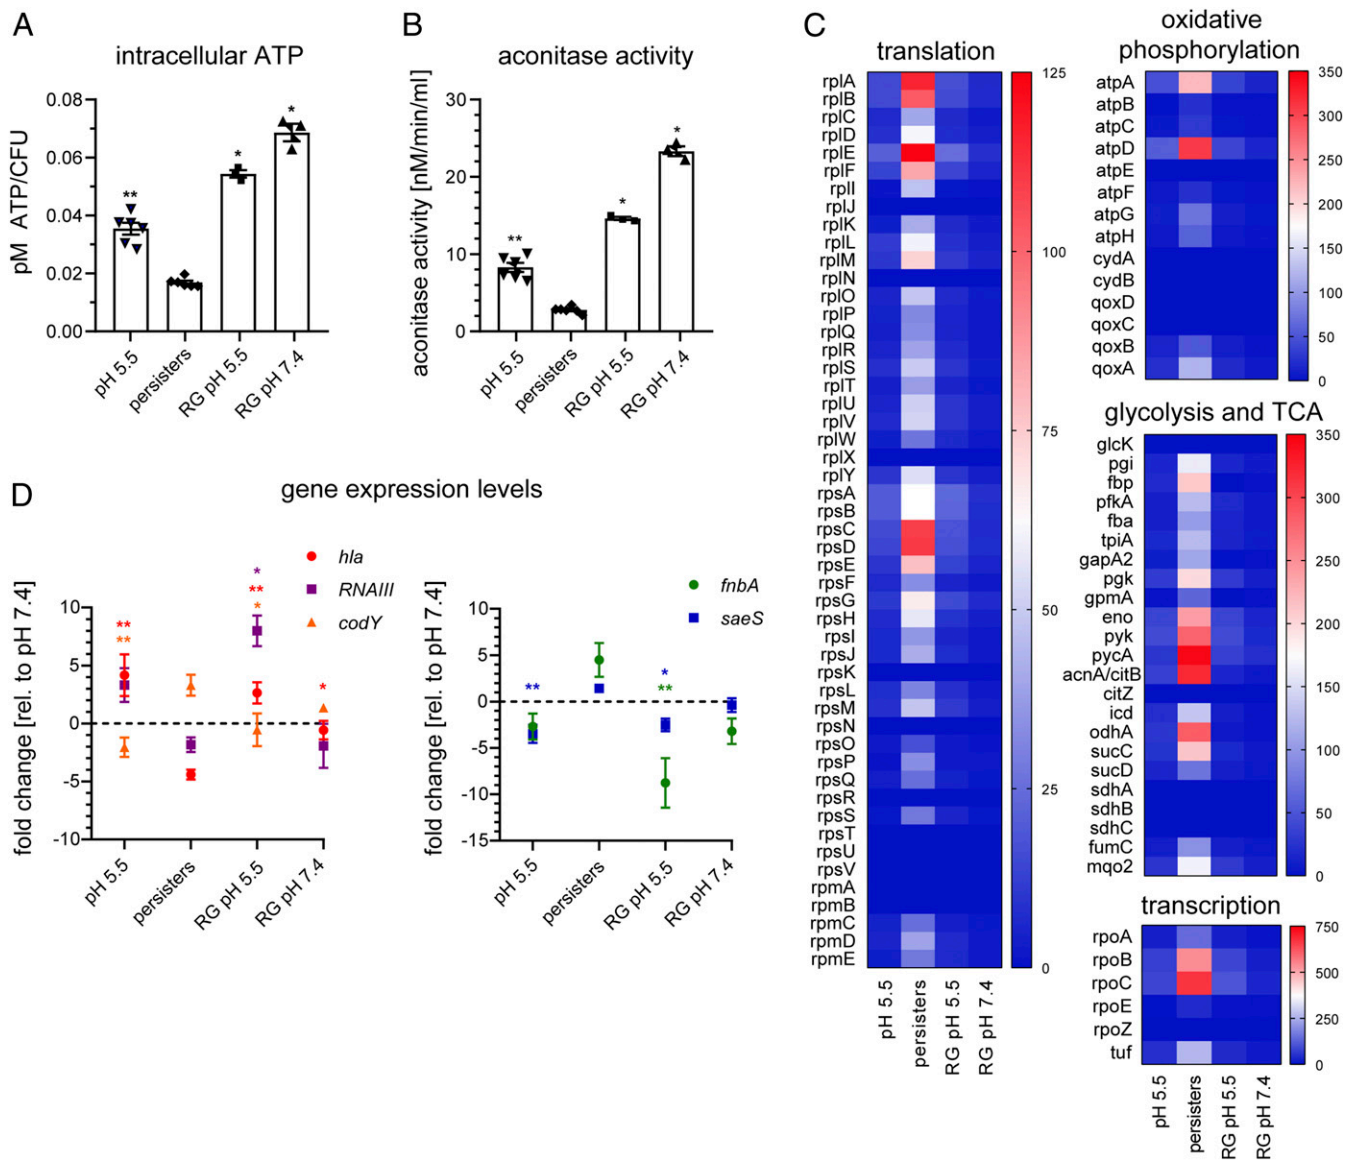 A
intracellular ATP
pM ATP/CFU
0.08
0.06
0.04
0.02
0.00
**
*
*
pH 5.5
persisters
RG pH 5.5
RG pH 7.4
B
aconitase activity
aconitase activity [nM/min/ml]
30
20
10
0
**
*
*
pH 5.5
persisters
RG pH 5.5
RG pH 7.4
C
translation
rplA
rplB
rplC
rplD
rplE
rplF
rplI
rplJ
rplK
rplL
rplM
rplN
rplO
rplP
rplQ
rplR
rplS
rplT
rplU
rplV
rplW
rplX
rplY
rpsA
rpsB
rpsC
rpsD
rpsE
rpsF
rpsG
rpsH
rpsI
rpsJ
rpsK
rpsL
rpsM
rpsN
rpsO
rpsP
rpsQ
rpsR
rpsS
rpsT
rpsU
rpsV
rpmA
rpmB
rpmC
rpmD
rpmE
125
100
75
50
25
0
pH 5.5
persisters
RG pH 5.5
RG pH 7.4
oxidative
phosphorylation
atpA
atpB
atpC
atpD
atpE
atpF
atpG
atpH
cydA
cydB
qoxD
qoxC
qoxB
qoxA
350
300
250
200
150
100
50
0
glycolysis and TCA
glcK
pgi
fbp
pfkA
fba
tpiA
gapA2
pgk
gpmA
eno
pyk
pycA
acnA/citB
citZ
icd
odhA
sucC
sucD
sdhA
sdhB
sdhC
fumC
mqo2
350
300
250
200
150
100
50
0
transcription
rpoA
rpoB
rpoC
rpoE
rpoZ
tuf
750
500
250
0
pH 5.5
persisters
RG pH 5.5
RG pH 7.4
D
gene expression levels
fold change [rel. to pH 7.4]
10
5
0
-5
-10
hla
RNAIII
codY
**
**
*
**
*
*
pH 5.5
persisters
RG pH 5.5
RG pH 7.4
fold change [rel. to pH 7.4]
10
5
0
-5
-10
-15
fnbA
saeS
**
*
**
pH 5.5
persisters
RG pH 5.5
RG pH 7.4